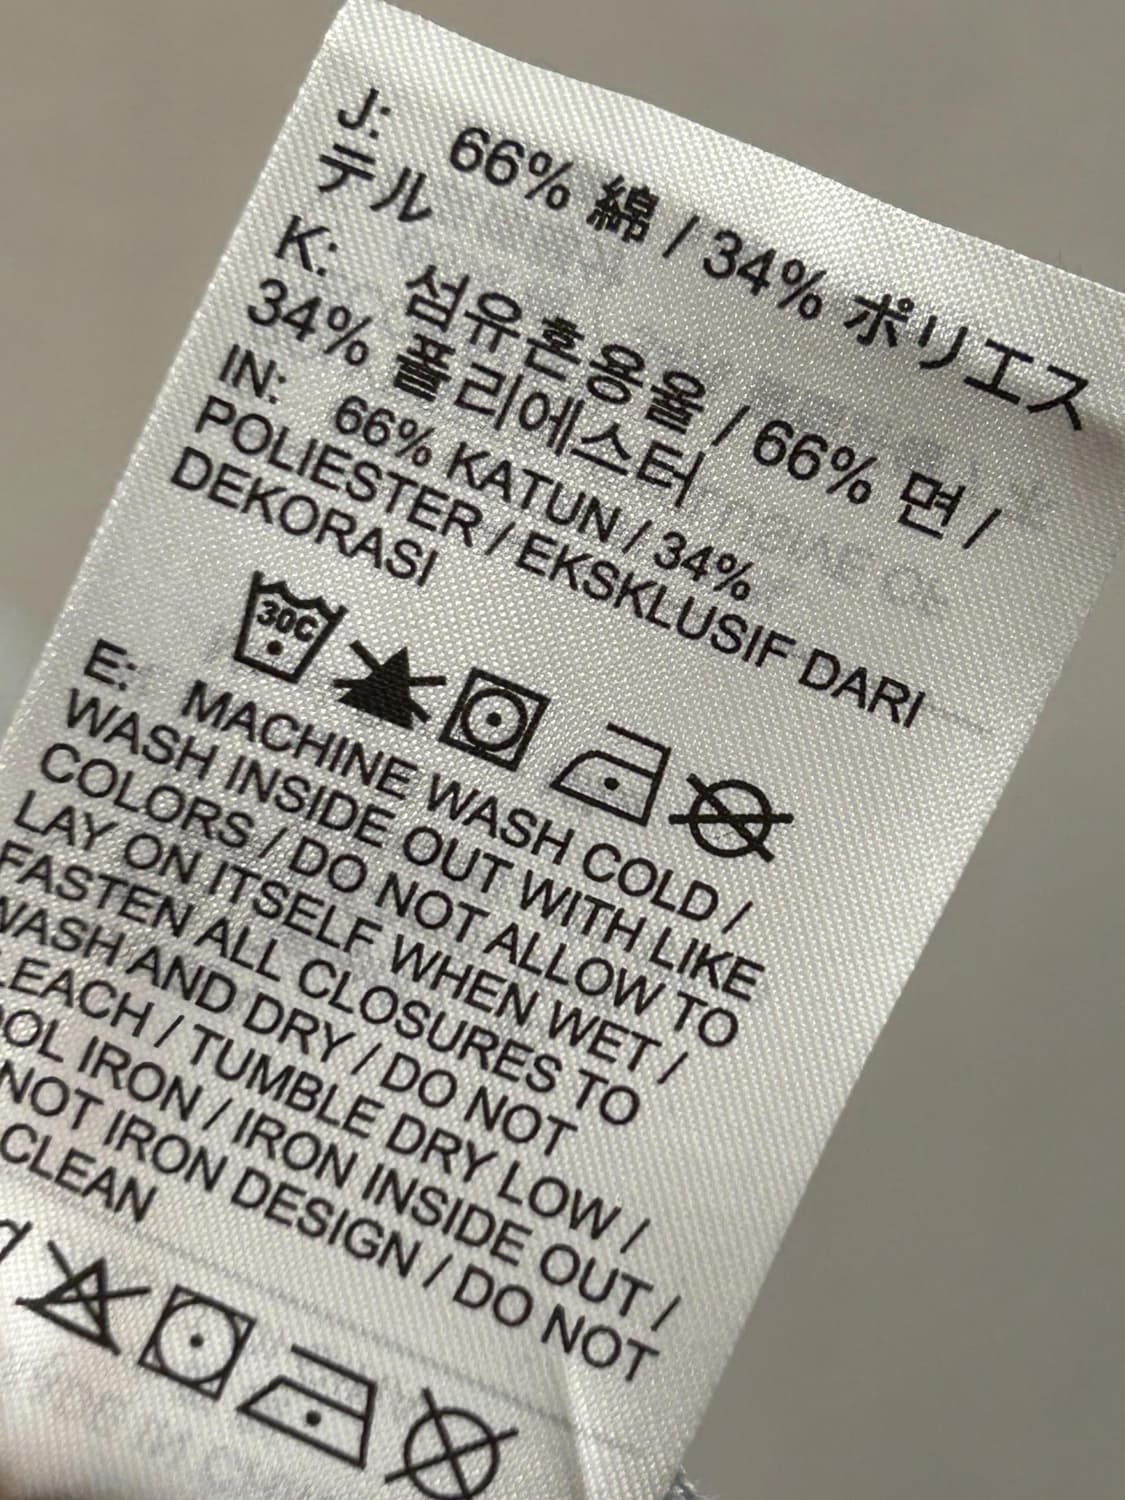 J: 66% 綿 / 34% ポリエス
テル
K: 섬유혼용율 / 66% 면 /
34% 폴리에스터
IN: 66% KATUN / 34%
POLIESTER / EKSKLUSIF DARI
DEKORASI
30C
E: MACHINE WASH COLD /
WASH INSIDE OUT WITH LIKE
COLORS / DO NOT ALLOW TO
LAY ON ITSELF WHEN WET /
FASTEN ALL CLOSURES TO
WASH AND DRY / DO NOT
LEACH / TUMBLE DRY LOW /
OOL IRON / IRON INSIDE OUT /
NOT IRON DESIGN / DO NOT
CLEAN